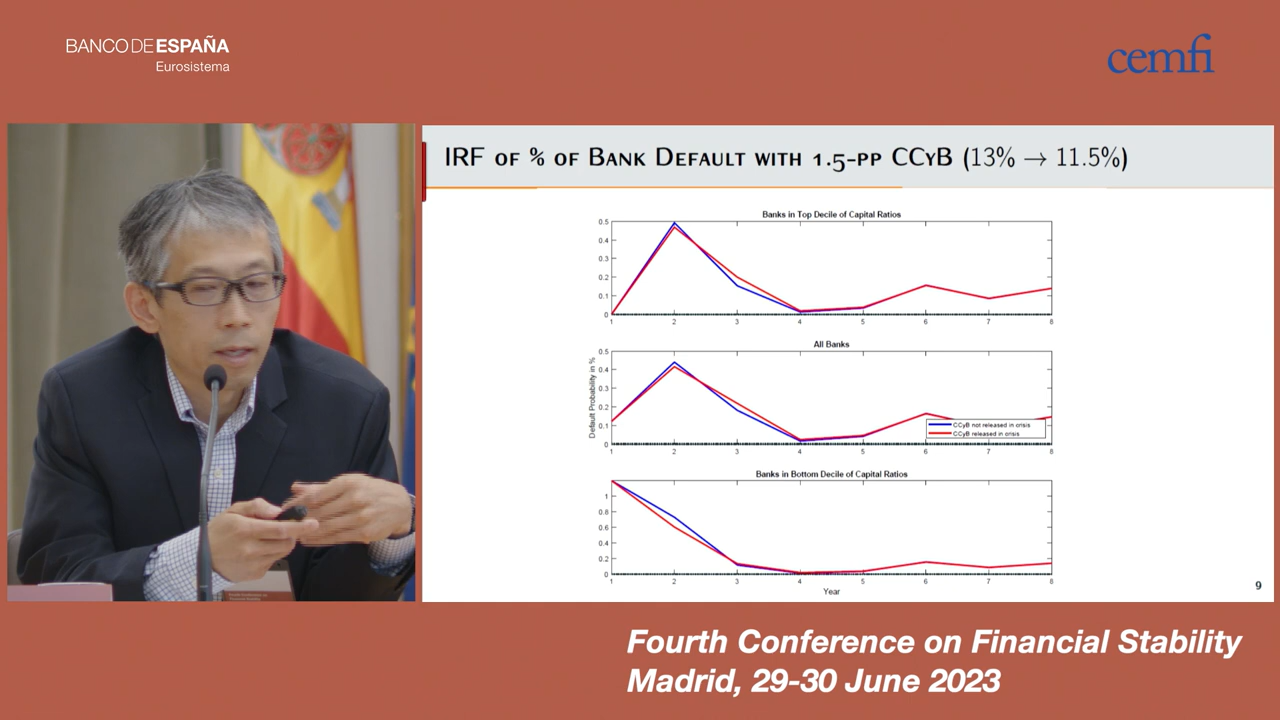 BANCO DE ESPAÑA
Eurosistema
cemfi
IRF OF % OF BANK DEFAULT WITH 1.5-PP CCYB (13% → 11.5%)
Banks in Top Decile of Capital Ratios
0.5
0.4
0.3
0.2
0.1
0
1 2 3 4 5 6 7 8
All Banks
Default Probability in %
0.5
0.4
0.3
0.2
0.1
0
CCyB not released in crisis
CCyB released in crisis
1 2 3 4 5 6 7 8
Banks in Bottom Decile of Capital Ratios
1
0.8
0.6
0.4
0.2
0
1 2 3 4 5 6 7 8
Year
9
Fourth Conference on Financial Stability
Madrid, 29-30 June 2023